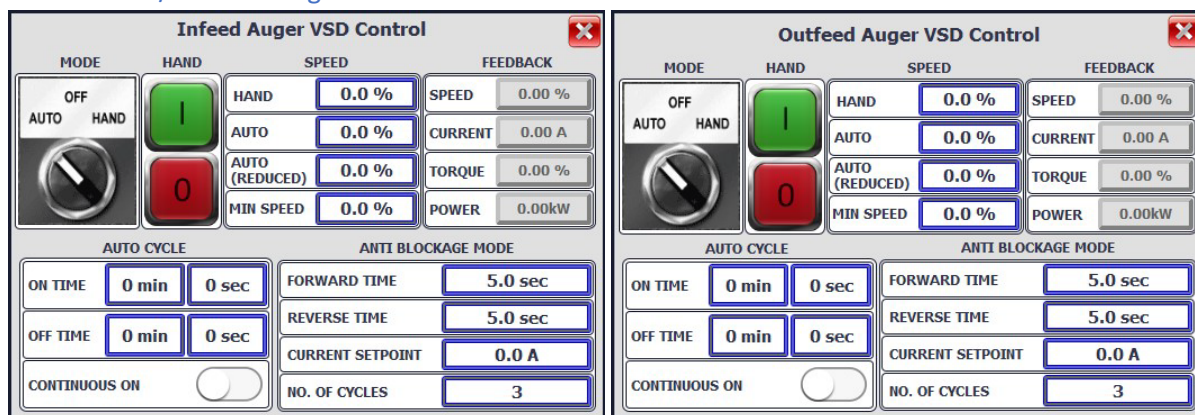 Infeed Auger VSD Control
MODE HAND SPEED FEEDBACK
OFF
AUTO HAND
I
0
HAND 0.0 % SPEED 0.00 %
AUTO 0.0 % CURRENT 0.00 A
AUTO
(REDUCED) 0.0 % TORQUE 0.00 %
MIN SPEED 0.0 % POWER 0.00kW
AUTO CYCLE ANTI BLOCKAGE MODE
ON TIME 0 min 0 sec FORWARD TIME 5.0 sec
OFF TIME 0 min 0 sec REVERSE TIME 5.0 sec
CURRENT SETPOINT 0.0 A
CONTINUOUS ON NO. OF CYCLES 3
Outfeed Auger VSD Control
MODE HAND SPEED FEEDBACK
OFF
AUTO HAND
I
0
HAND 0.0 % SPEED 0.00 %
AUTO 0.0 % CURRENT 0.00 A
AUTO
(REDUCED) 0.0 % TORQUE 0.00 %
MIN SPEED 0.0 % POWER 0.00kW
AUTO CYCLE ANTI BLOCKAGE MODE
ON TIME 0 min 0 sec FORWARD TIME 5.0 sec
OFF TIME 0 min 0 sec REVERSE TIME 5.0 sec
CURRENT SETPOINT 0.0 A
CONTINUOUS ON NO. OF CYCLES 3